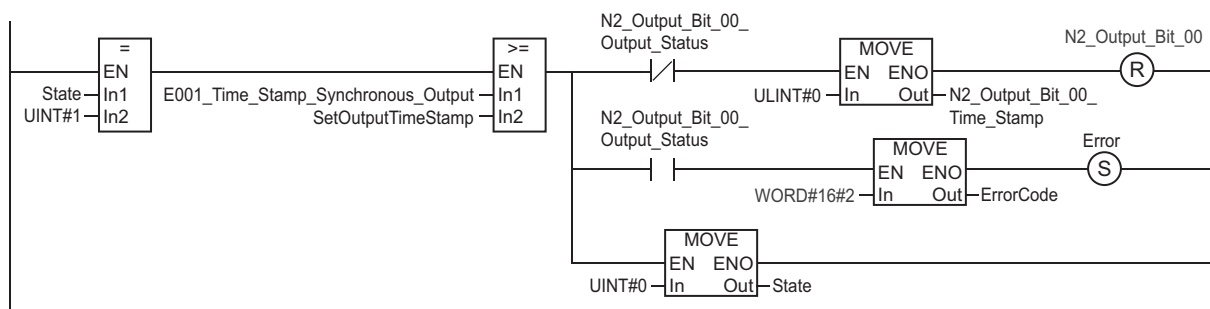 N2_Output_Bit_00_
Output_Status
N2_Output_Bit_00
=
EN
State
In1
UINT#1
In2
>=
EN
E001_Time_Stamp_Synchronous_Output
In1
SetOutputTimeStamp
In2
MOVE
EN ENO
ULINT#0
In Out
N2_Output_Bit_00_
Time_Stamp
R
N2_Output_Bit_00_
Output_Status
MOVE
EN ENO
WORD#16#2
In Out
ErrorCode
Error
S
MOVE
EN ENO
UINT#0
In Out
State